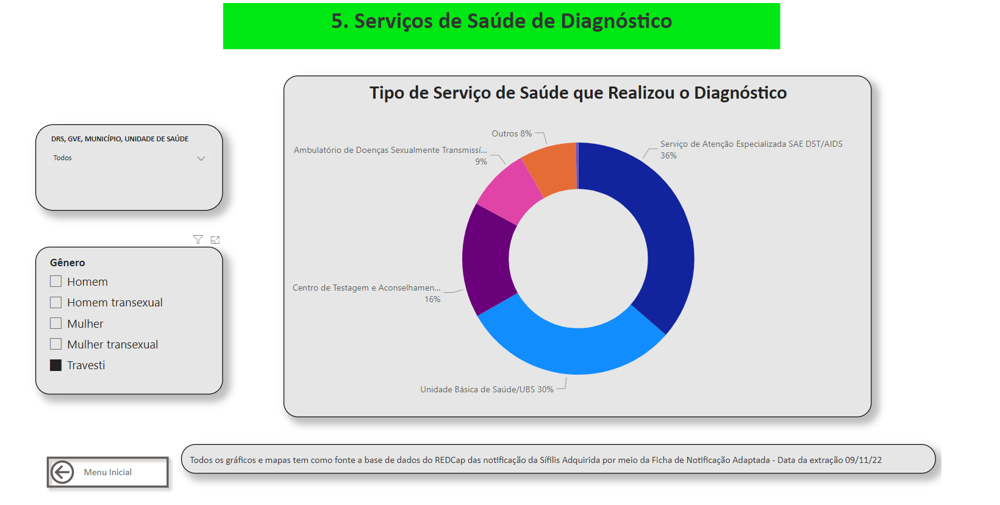 5. Serviços de Saúde de Diagnóstico
Tipo de Serviço de Saúde que Realizou o Diagnóstico
DRS, GVE, MUNICÍPIO, UNIDADE DE SAÚDE
Todos
Gênero
Homem
Homem transexual
Mulher
Mulher transexual
Travesti
Outros 8%
Ambulatório de Doenças Sexualmente Transmissí...
9%
Serviço de Atenção Especializada SAE DST/AIDS
36%
Centro de Testagem e Aconselhamen...
16%
Unidade Básica de Saúde/UBS 30%
Menu Inicial
Todos os gráficos e mapas tem como fonte a base de dados do REDCap das notificação da Sífilis Adquirida por meio da Ficha de Notificação Adaptada - Data da extração 09/11/22